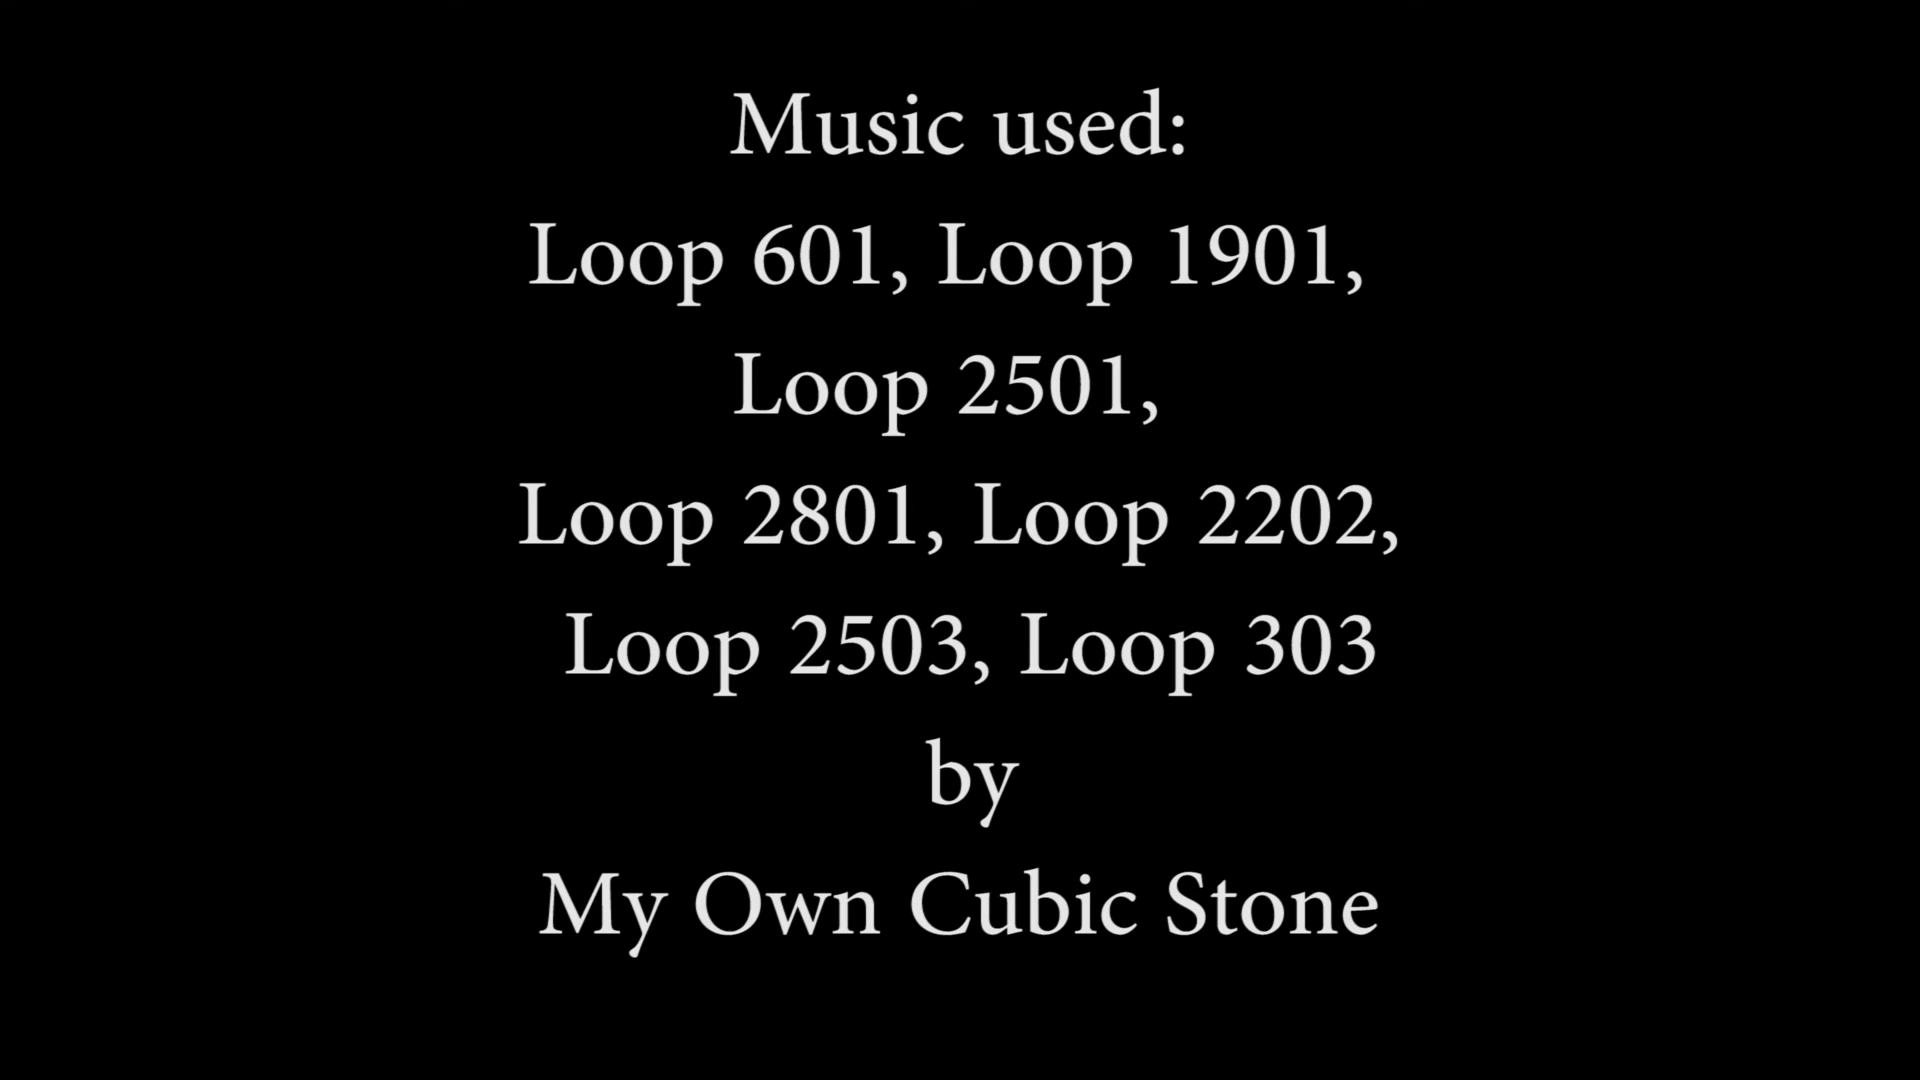 Music used:
Loop 601, Loop 1901,
Loop 2501,
Loop 2801, Loop 2202,
Loop 2503, Loop 303
by
My Own Cubic Stone